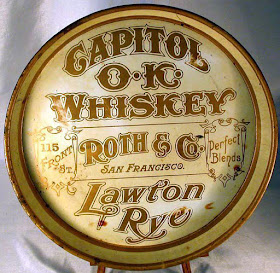 CAPITOL
O·K·
WHISKEY
115 FRONT ST.
ROTH & CO.
SAN FRANCISCO.
Perfect Blends
Lawton
Rye